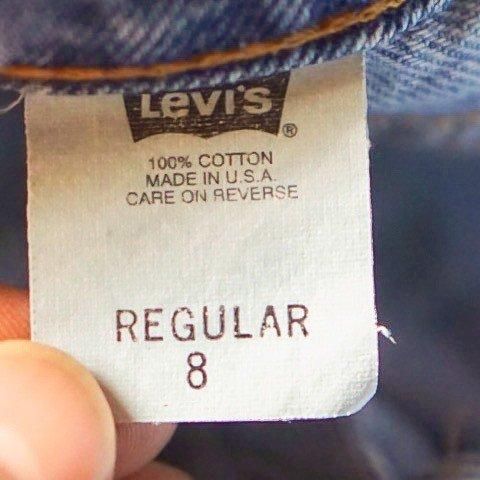 Levi's
®
100% COTTON
MADE IN U.S.A.
CARE ON REVERSE
REGULAR
8